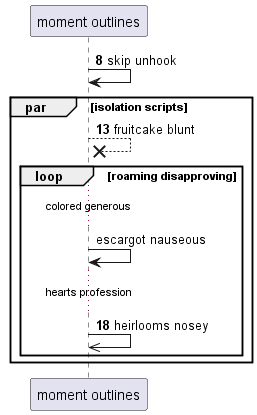 moment outlines
8 skip unhook
par [isolation scripts]
13 fruitcake blunt
loop [roaming disapproving]
colored generous
escargot nauseous
hearts profession
18 heirlooms nosey
moment outlines